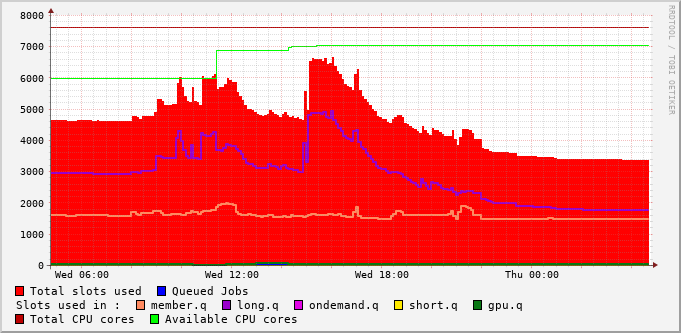 8000
7000
6000
5000
4000
3000
2000
1000
0
Wed 06:00 Wed 12:00 Wed 18:00 Thu 00:00
Total slots used Queued Jobs
Slots used in : member.q long.q ondemand.q short.q gpu.q
Total CPU cores Available CPU cores
RRDTOOL / TOBI OETIKER